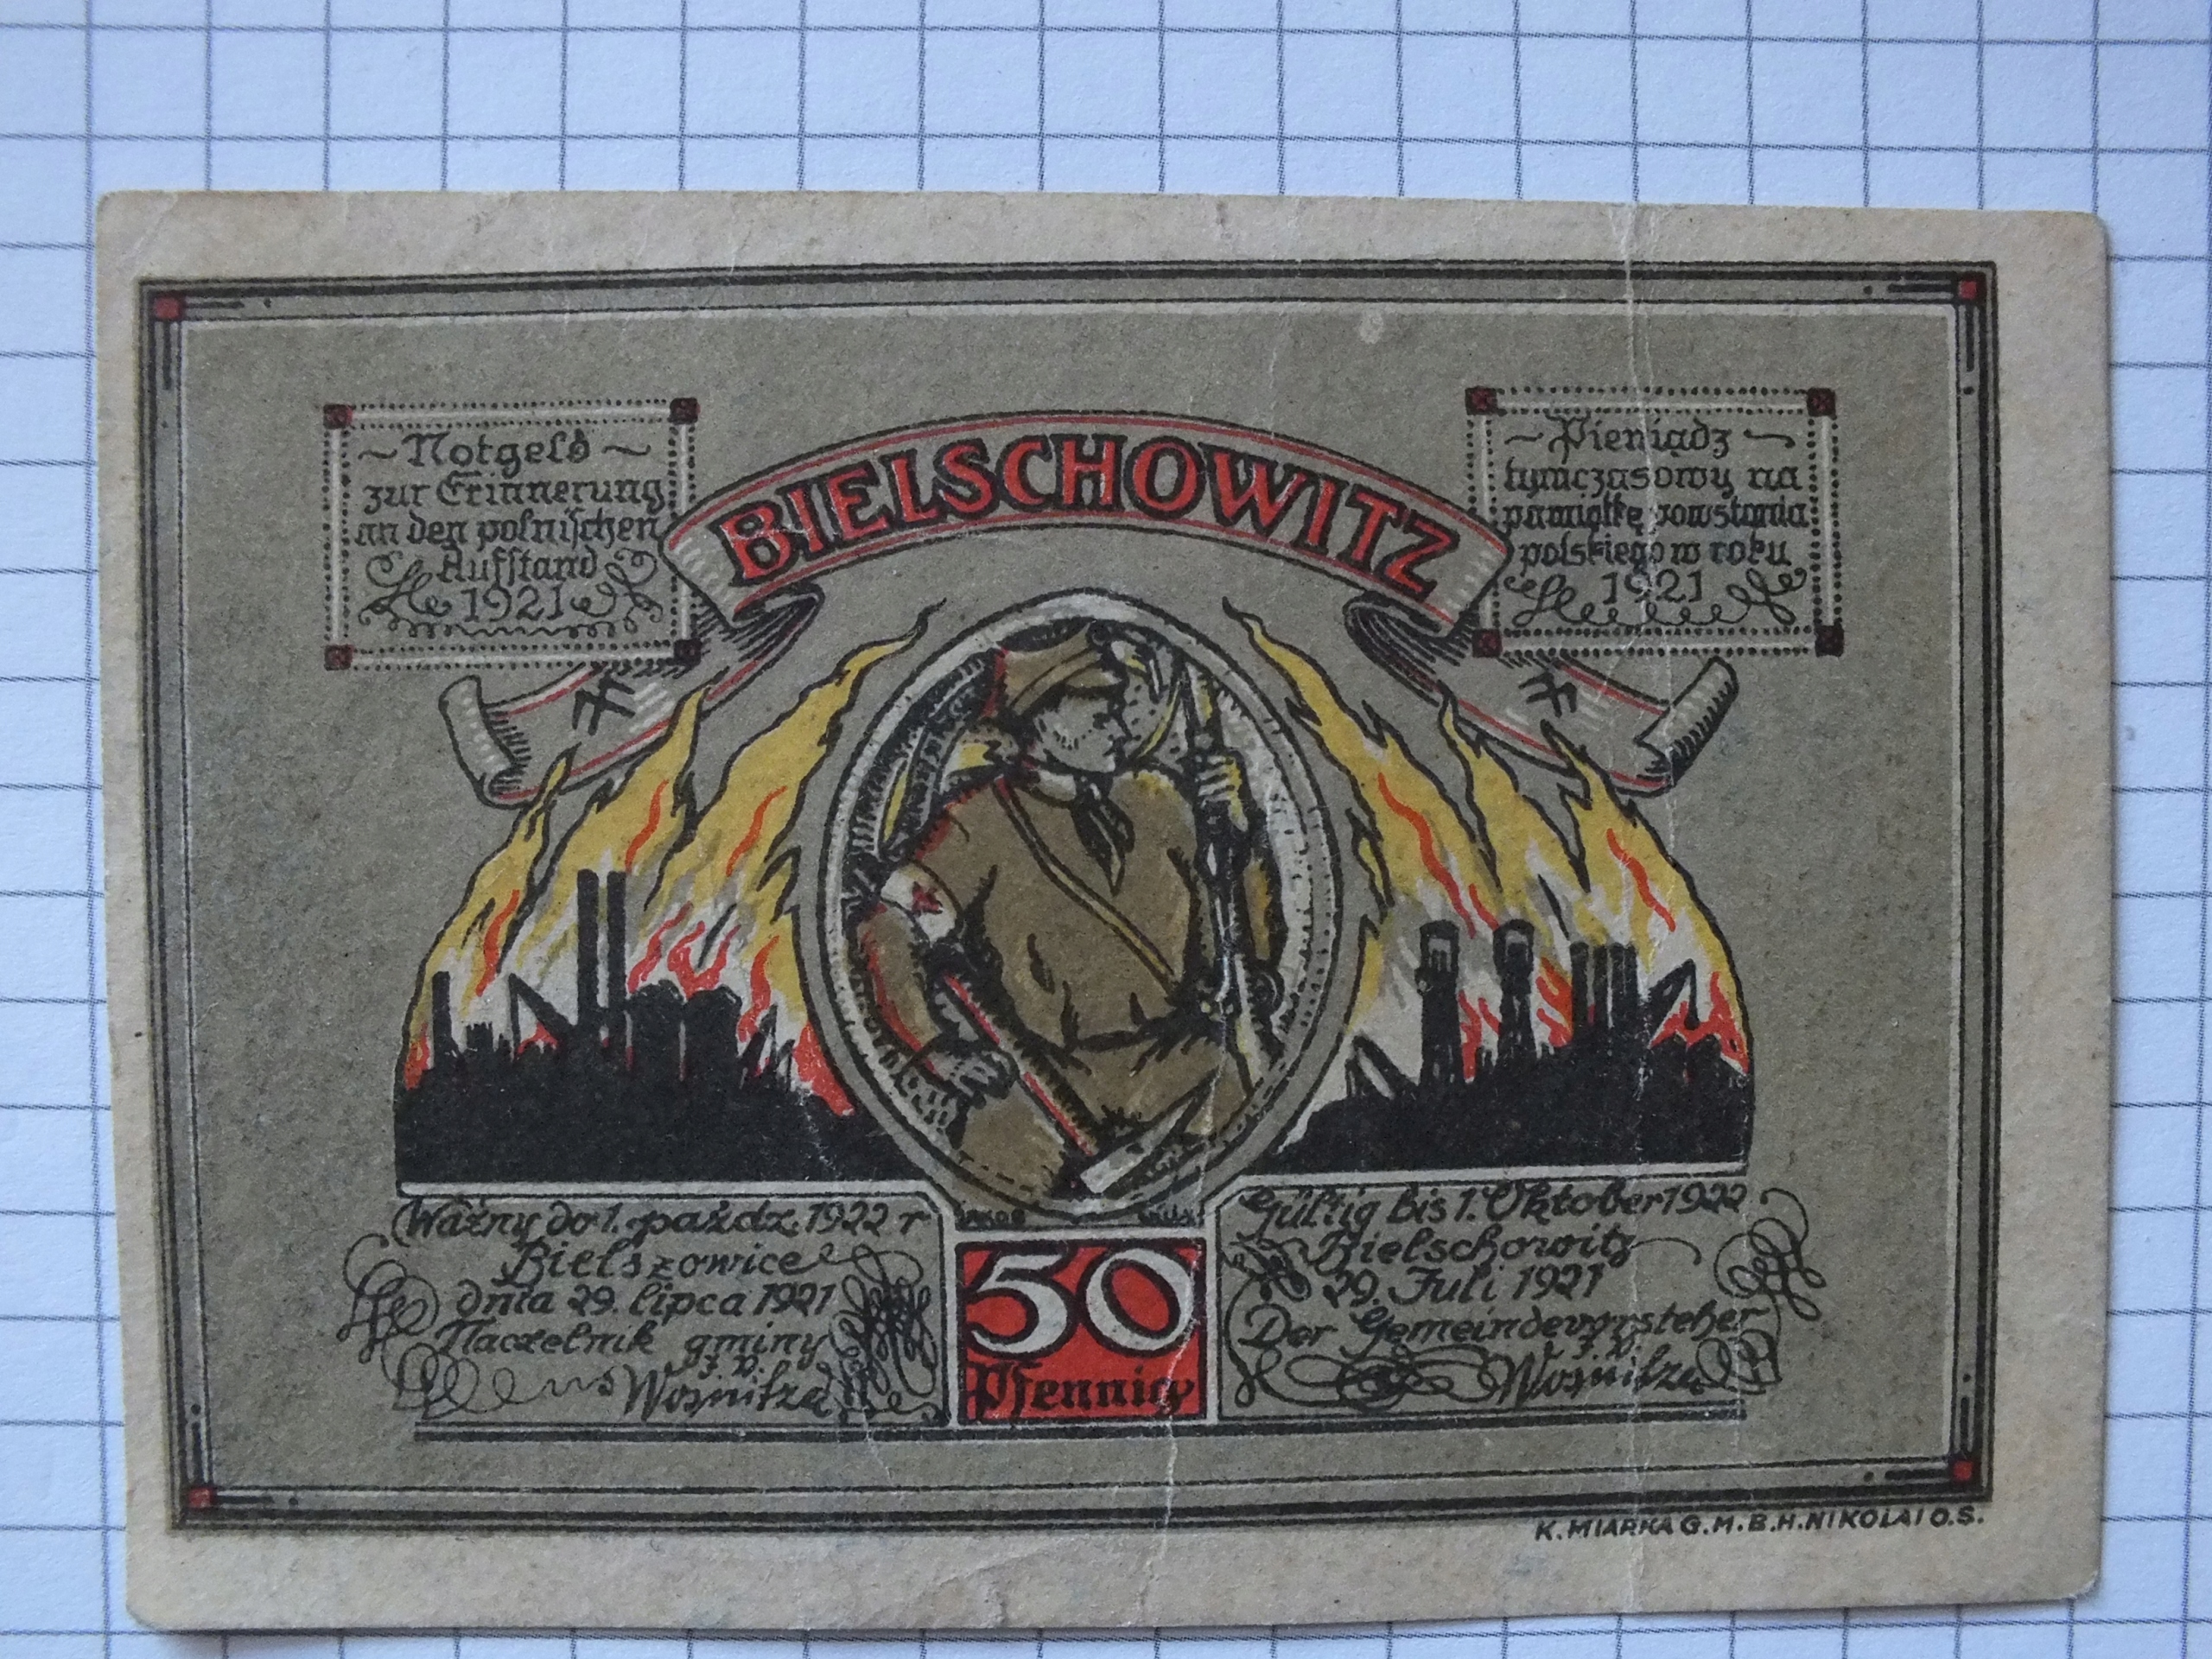 Notgeld
zur Erinnerung
an den polnischen
Aufstand
1921
BIELSCHOWITZ
Pieniądz
tymczasowy na
pamiątkę powstania
polskiego w roku
1921
Ważny do 1. paźdz. 1922 r
Bielszowice
dnia 29. lipca 1921
Naczelnik gminy
J. V.
Wosnitza
50
Pfennig
Gültig bis 1. Oktober 1922
Bielschowitz
29. Juli 1921
Der Gemeindevorsteher
J. V.
Wosnitza
K. MIARKA G.M.B.H. NIKOLAI O.S.